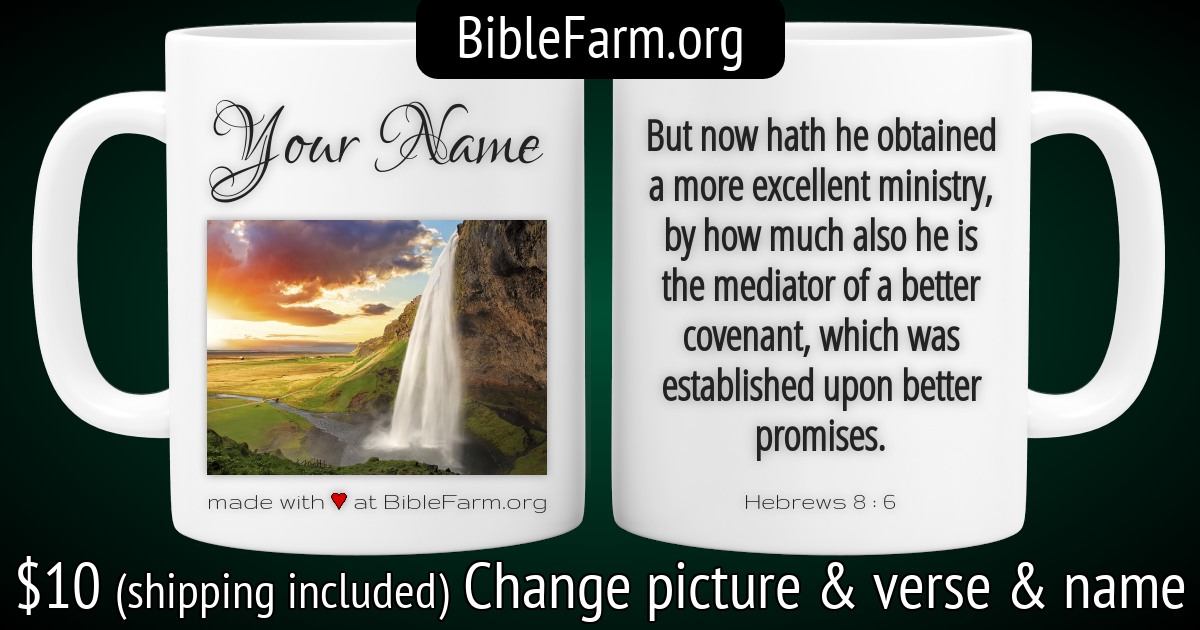 BibleFarm.org
Your Name
made with ♥ at BibleFarm.org
But now hath he obtained
a more excellent ministry,
by how much also he is
the mediator of a better
covenant, which was
established upon better
promises.
Hebrews 8 : 6
$10 (shipping included) Change picture & verse & name